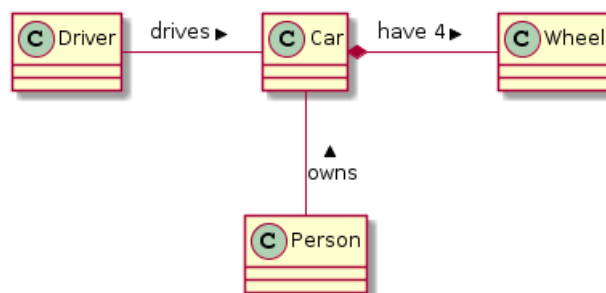 C Driver
drives ▶
C Car
have 4 ▶
C Wheel
▲
owns
C Person